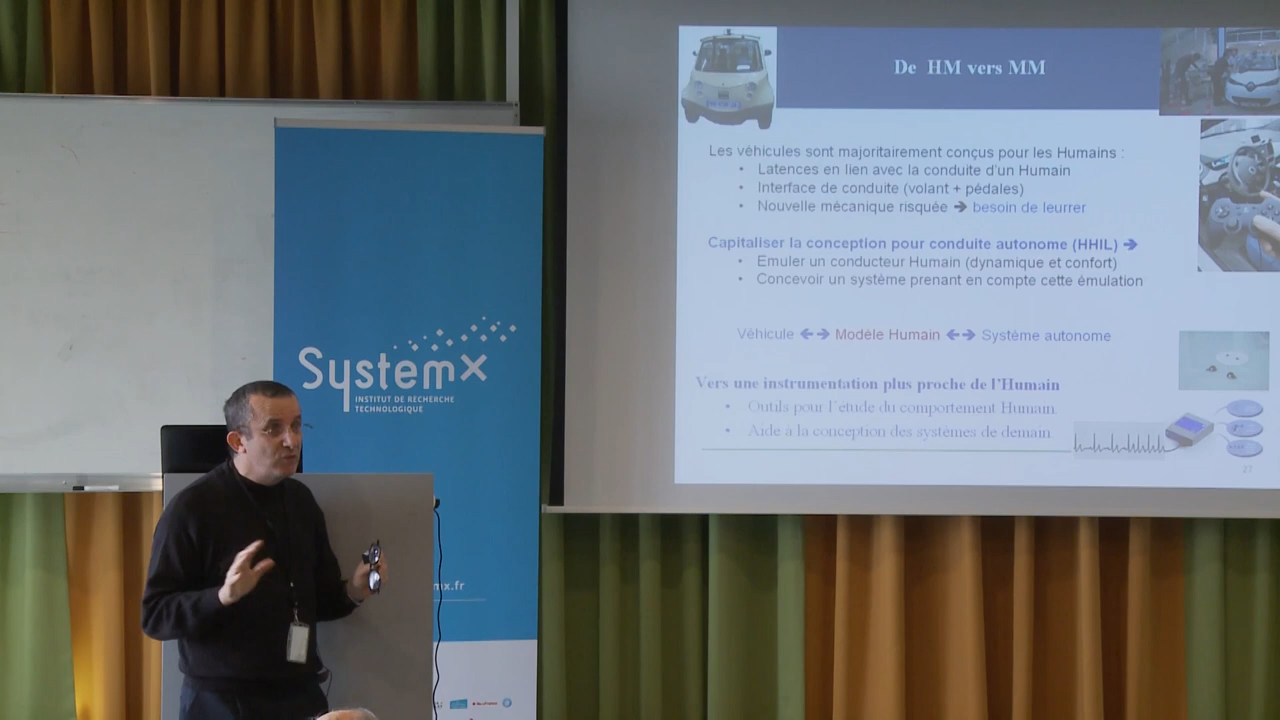 Systemx
INSTITUT DE RECHERCHE
TECHNOLOGIQUE
mx.fr
De HM vers MM
Les véhicules sont majoritairement conçus pour les Humains :
• Latences en lien avec la conduite d'un Humain
• Interface de conduite (volant + pédales)
• Nouvelle mécanique risquée ➔ besoin de leurrer
Capitaliser la conception pour conduite autonome (HHIL) ➔
• Emuler un conducteur Humain (dynamique et confort)
• Concevoir un système prenant en compte cette émulation
Véhicule ←→ Modèle Humain ←→ Système autonome
Vers une instrumentation plus proche de l'Humain
• Outils pour l'étude du comportement Humain.
• Aide à la conception des systèmes de demain.
27